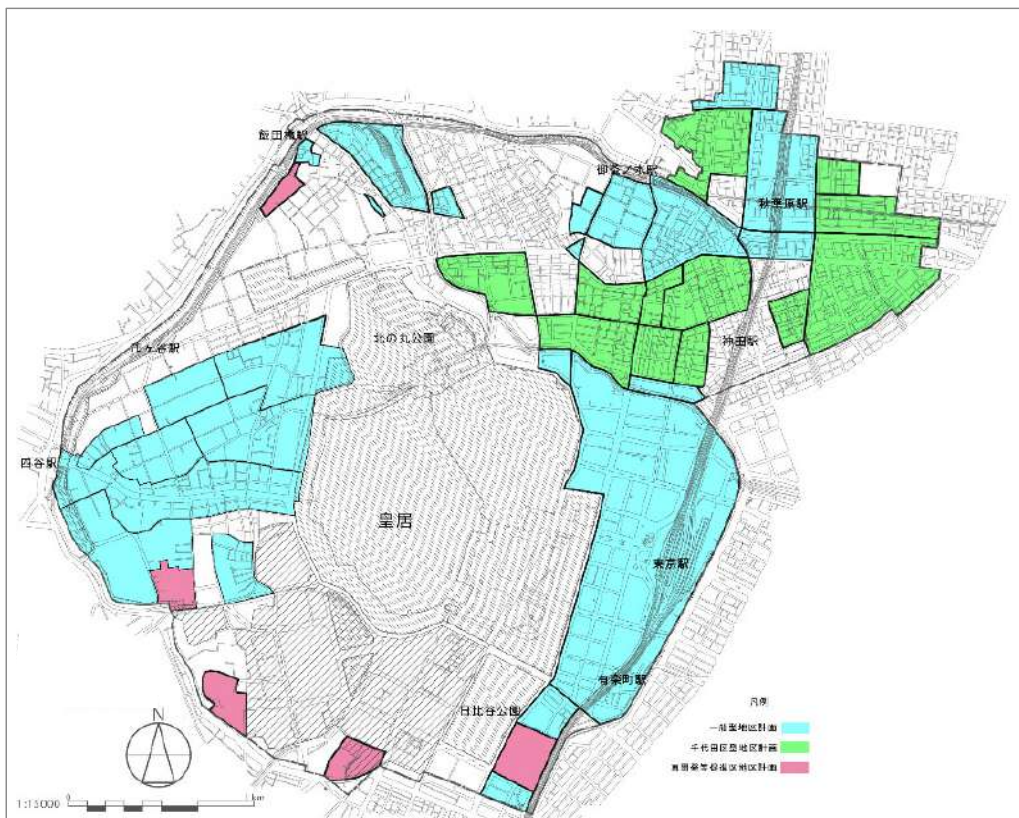 飯田橋駅
御茶ノ水駅
秋葉原駅
北の丸公園
市ヶ谷駅
神田駅
四谷駅
皇居
東京駅
有楽町駅
日比谷公園
凡例
一般型地区計画
千代田区型地区計画
再開発等促進区地区計画
N
1:15000
0
1km